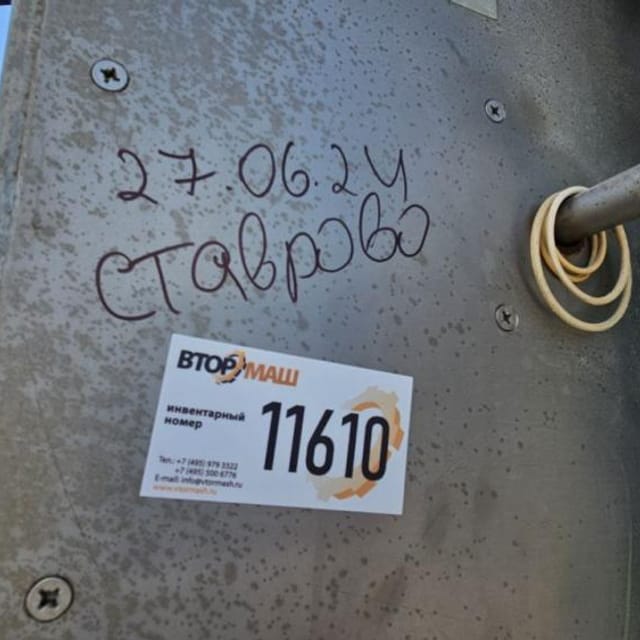 27.06.24
Ставрово
ВТОРМАШ
инвентарный
номер
11610
Тел.: +7 (495) 979 3322
+7 (495) 500 6776
E-mail: info@vtormash.ru
www.vtormash.ru